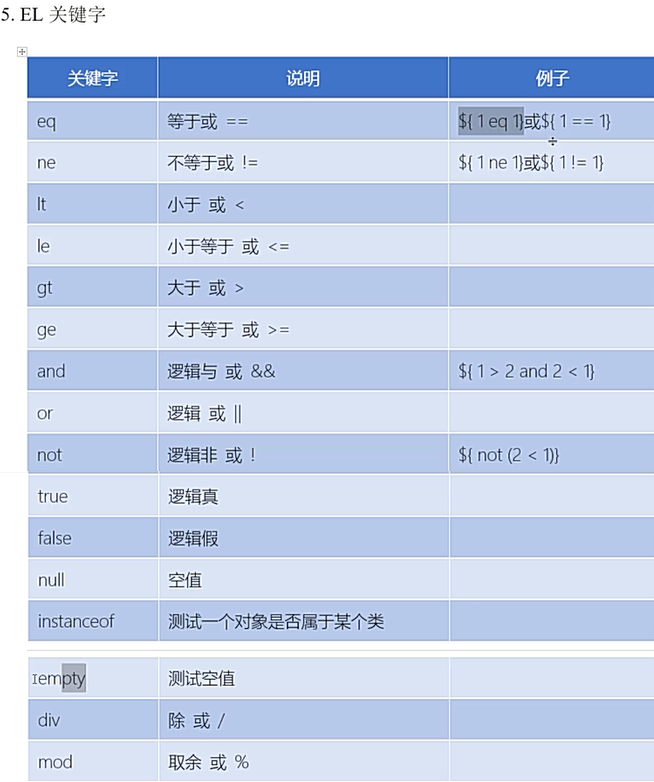 5. EL 关键字
关键字 说明 例子
eq 等于或 == ${ 1 eq 1}或${ 1 == 1}
ne 不等于或 != ${ 1 ne 1}或${ 1 != 1}
lt 小于 或 <
le 小于等于 或 <=
gt 大于 或 >
ge 大于等于 或 >=
and 逻辑与 或 && ${ 1 > 2 and 2 < 1}
or 逻辑 或 ||
not 逻辑非 或 ! ${ not (2 < 1)}
true 逻辑真
false 逻辑假
null 空值
instanceof 测试一个对象是否属于某个类
empty 测试空值
div 除 或 /
mod 取余 或 %